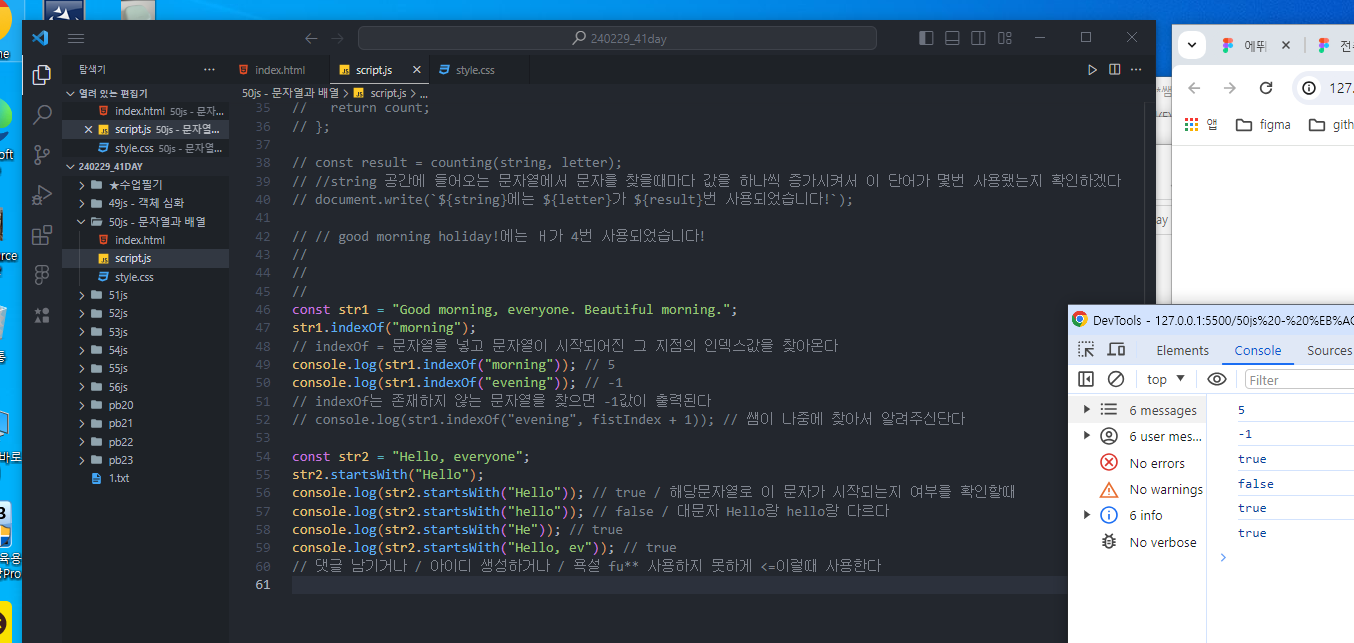 240229_41day
탐색기
index.html
script.js
style.css
열려 있는 편집기
index.html 50js - 문자...
script.js 50js - 문자열...
style.css 50js - 문자열...
240229_41DAY
★수업필기
49js - 객체 심화
50js - 문자열과 배열
index.html
script.js
style.css
51js
52js
53js
54js
55js
56js
pb20
pb21
pb22
pb23
1.txt
50js - 문자열과 배열 > script.js > ...
35 //   return count;
36 // };
37
38 // const result = counting(string, letter);
39 // //string 공간에 들어오는 문자열에서 문자를 찾을때마다 값을 하나씩 증가시켜서 이 단어가 몇번 사용됐는지 확인하겠다
40 // document.write(`${string}에는 ${letter}가 ${result}번 사용되었습니다!`);
41
42 // // good morning holiday!에는 ㅐ가 4번 사용되었습니다!
43 //
44 //
45 //
46 const str1 = "Good morning, everyone. Beautiful morning.";
47 str1.indexOf("morning");
48 // indexOf = 문자열을 넣고 문자열이 시작되어진 그 지점의 인덱스값을 찾아온다
49 console.log(str1.indexOf("morning")); // 5
50 console.log(str1.indexOf("evening")); // -1
51 // indexOf는 존재하지 않는 문자열을 찾으면 -1값이 출력된다
52 // console.log(str1.indexOf("evening", fistIndex + 1)); // 쌤이 나중에 찾아서 알려주신단다
53
54 const str2 = "Hello, everyone";
55 str2.startsWith("Hello");
56 console.log(str2.startsWith("Hello")); // true / 해당문자열로 이 문자가 시작되는지 여부를 확인할때
57 console.log(str2.startsWith("hello")); // false / 대문자 Hello랑 hello랑 다르다
58 console.log(str2.startsWith("He")); // true
59 console.log(str2.startsWith("Hello, ev")); // true
60 // 댓글 남기거나 / 아이디 생성하거나 / 욕설 fu** 사용하지 못하게 <=이럴때 사용한다
61
에뛰
127.
앱
figma
gith
ay
DevTools - 127.0.0.1:5500/50js%20-%20%EB%AC
Elements
Console
Sources
top
Filter
6 messages
6 user mes...
No errors
No warnings
6 info
No verbose
5
-1
true
false
true
true